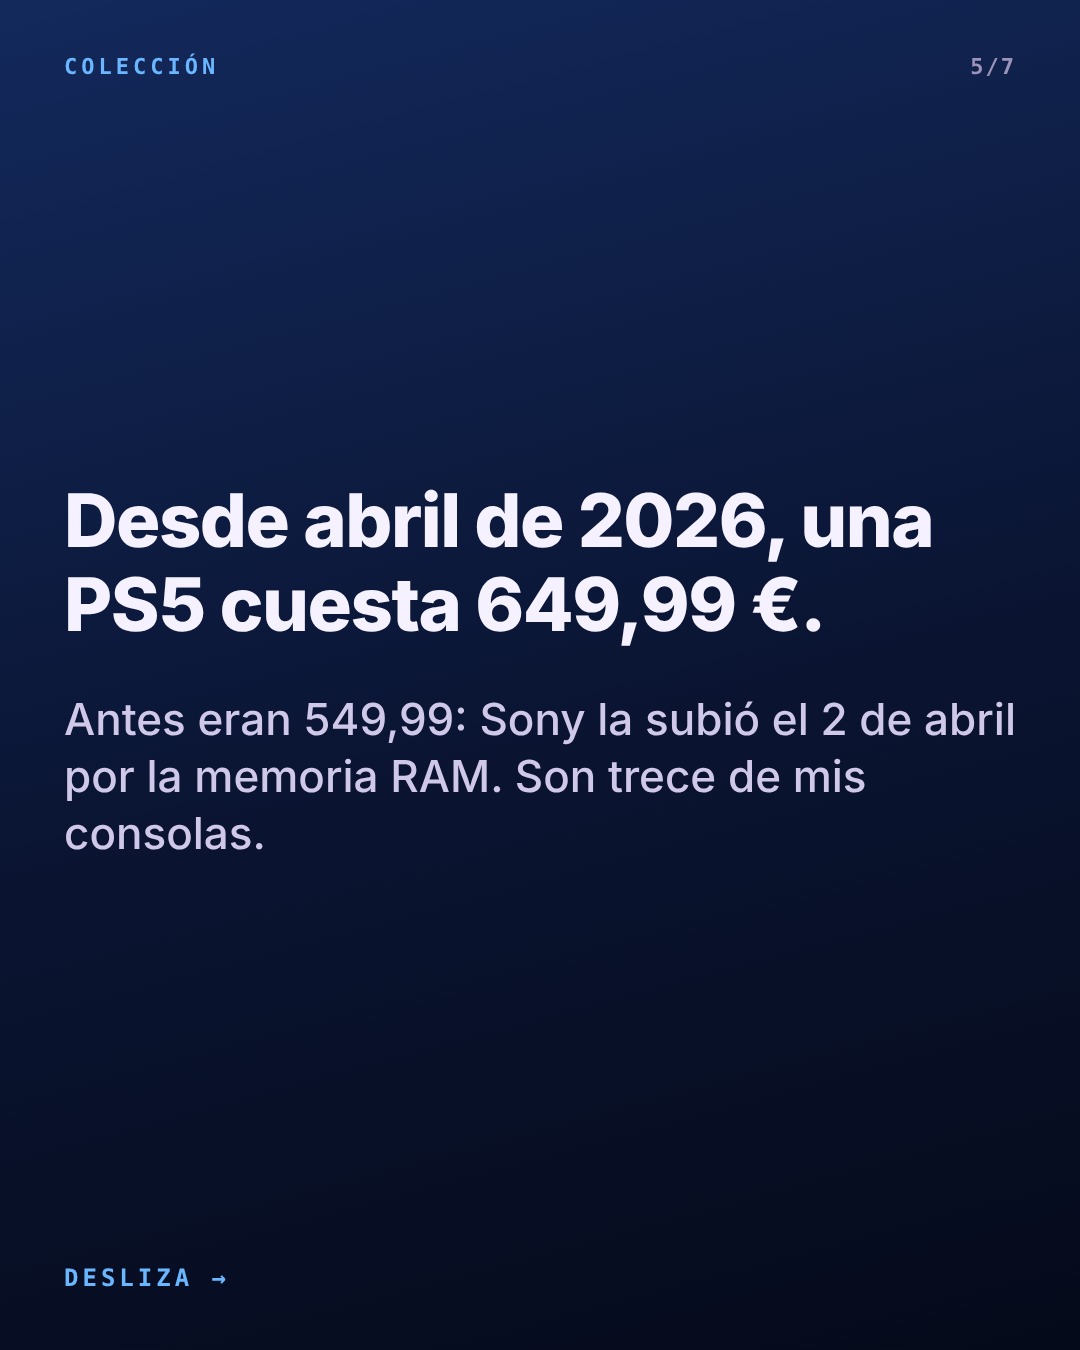 COLECCIÓN
5/7
Desde abril de 2026, una
PS5 cuesta 649,99 €.
Antes eran 549,99: Sony la subió el 2 de abril
por la memoria RAM. Son trece de mis
consolas.
DESLIZA →